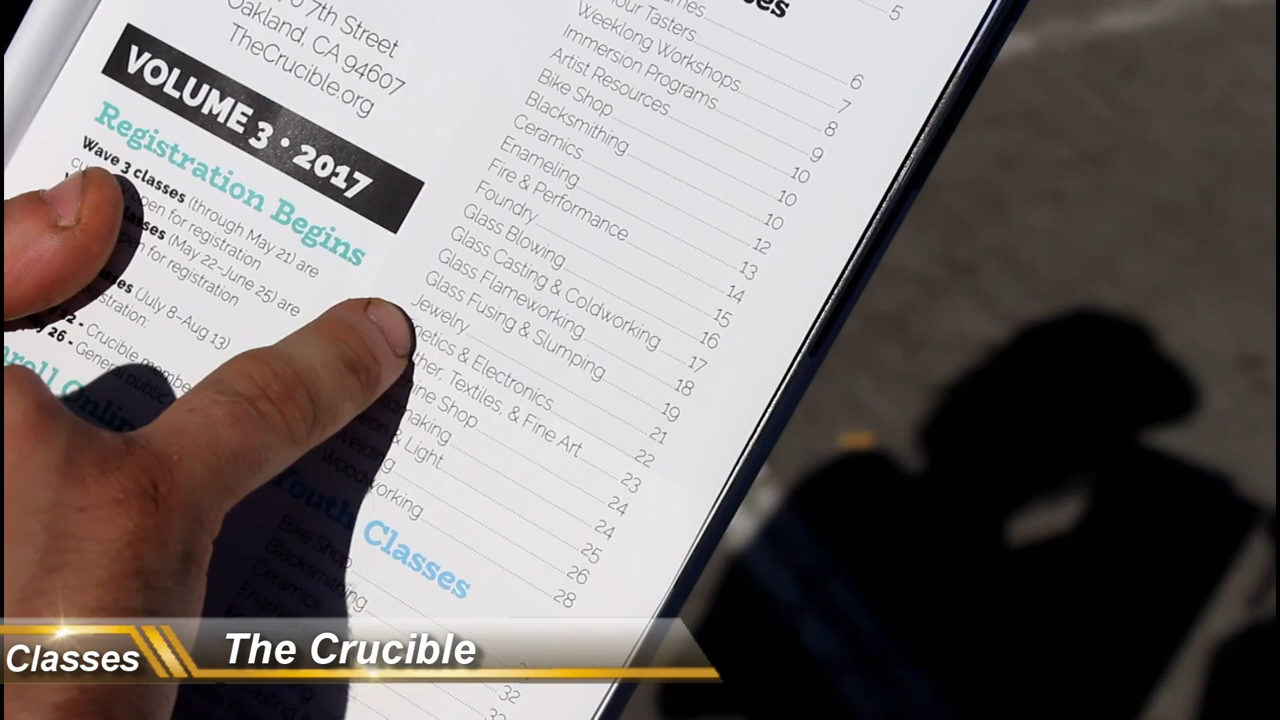 7th Street
Oakland, CA 94607
TheCrucible.org
VOLUME 3 • 2017
Registration Begins
Wave 3 classes (through May 21) are
open for registration
(May 22–June 25) are
for registration
(July 8–Aug 13)
12 - Crucible
26 - General public
Online
5
Tasters
6
Weeklong Workshops
7
Immersion Programs
8
Artist Resources
9
Bike Shop
10
Blacksmithing
10
Ceramics
10
Enameling
12
Fire & Performance
13
Foundry
14
Glass Blowing
15
Glass Casting & Coldworking
16
Glass Flameworking
17
Glass Fusing & Slumping
18
Jewelry
19
& Electronics
21
Textiles, & Fine Art
22
Shop
23
24
& Light
24
Welding
25
Woodworking
26
28
Youth Classes
Bike Shop
Blacksmithing
Ceramics
32
Classes
The Crucible